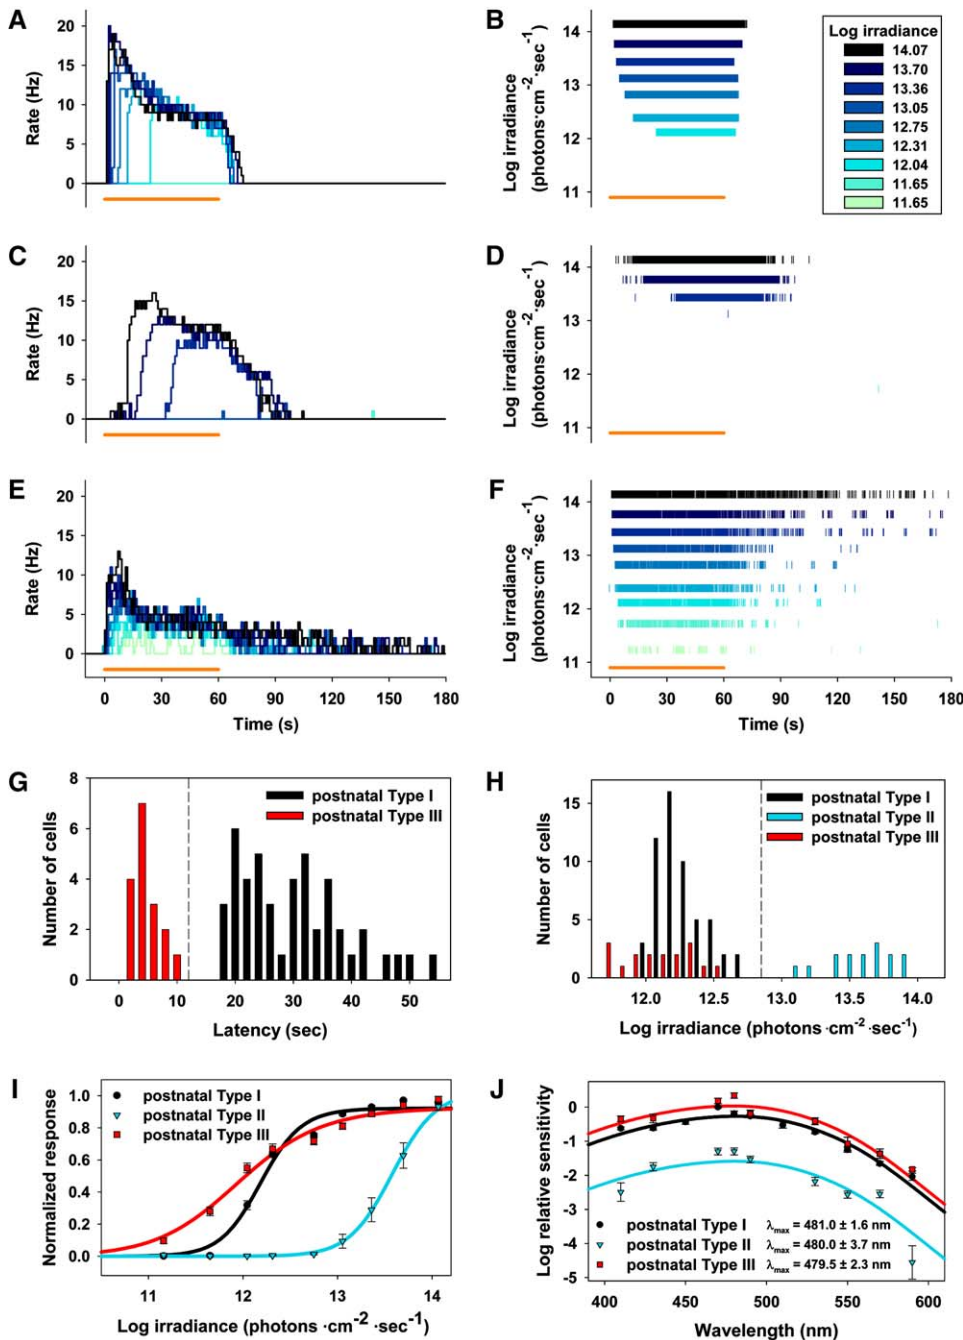 A
20
15
10
5
0
Rate (Hz)
B
14
13
12
11
Log irradiance
(photons·cm⁻²·sec⁻¹)
Log irradiance
14.07
13.70
13.36
13.05
12.75
12.31
12.04
11.65
11.65
C
20
15
10
5
0
Rate (Hz)
D
14
13
12
11
Log irradiance
(photons·cm⁻²·sec⁻¹)
E
20
15
10
5
0
Rate (Hz)
0 30 60 90 120 150 180
Time (s)
F
14
13
12
11
Log irradiance
(photons·cm⁻²·sec⁻¹)
0 30 60 90 120 150 180
Time (s)
G
8
6
4
2
0
Number of cells
postnatal Type I
postnatal Type III
0 10 20 30 40 50
Latency (sec)
H
15
10
5
0
Number of cells
postnatal Type I
postnatal Type II
postnatal Type III
12.0 12.5 13.0 13.5 14.0
Log irradiance (photons ·cm⁻² ·sec⁻¹)
I
1.0
0.8
0.6
0.4
0.2
0.0
Normalized response
postnatal Type I
postnatal Type II
postnatal Type III
11 12 13 14
Log irradiance (photons ·cm⁻² ·sec⁻¹)
J
0
-1
-2
-3
-4
-5
Log relative sensitivity
postnatal Type I λmax = 481.0 ± 1.6 nm
postnatal Type II λmax = 480.0 ± 3.7 nm
postnatal Type III λmax = 479.5 ± 2.3 nm
400 450 500 550 600
Wavelength (nm)